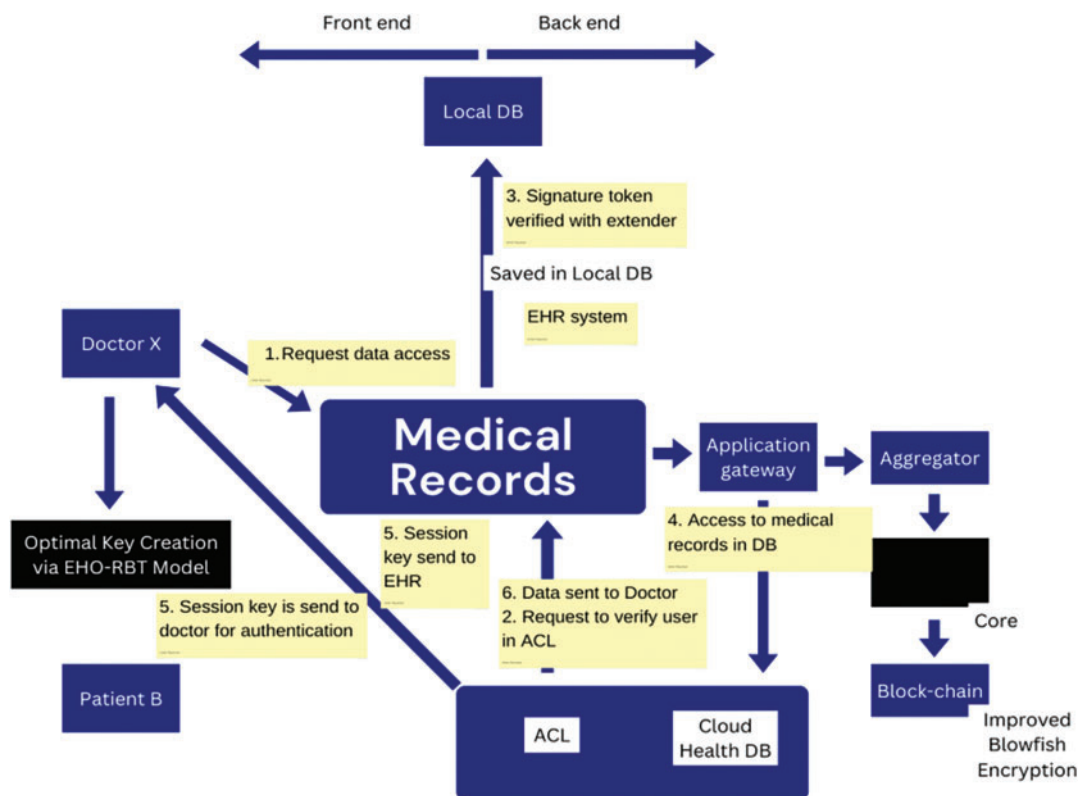 Front end
Back end
Local DB
3. Signature token
verified with extender
Saved in Local DB
EHR system
Doctor X
1. Request data access
Medical
Records
Application
gateway
Aggregator
Optimal Key Creation
via EHO-RBT Model
5. Session
key send to
EHR
4. Access to medical
records in DB
5. Session key is send to
doctor for authentication
6. Data sent to Doctor
2. Request to verify user
in ACL
Core
Patient B
Block-chain
ACL
Cloud
Health DB
Improved
Blowfish
Encryption